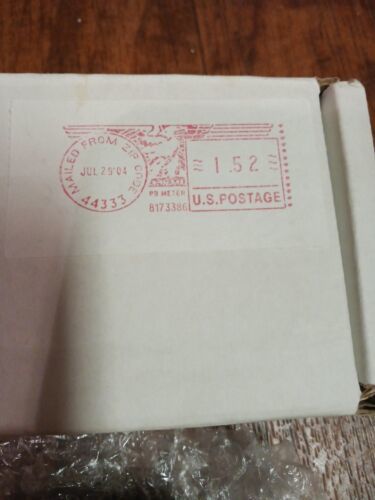 MAILED FROM ZIP CODE
JUL 29'04
44333
PB METER
8173386
1.52
U.S. POSTAGE